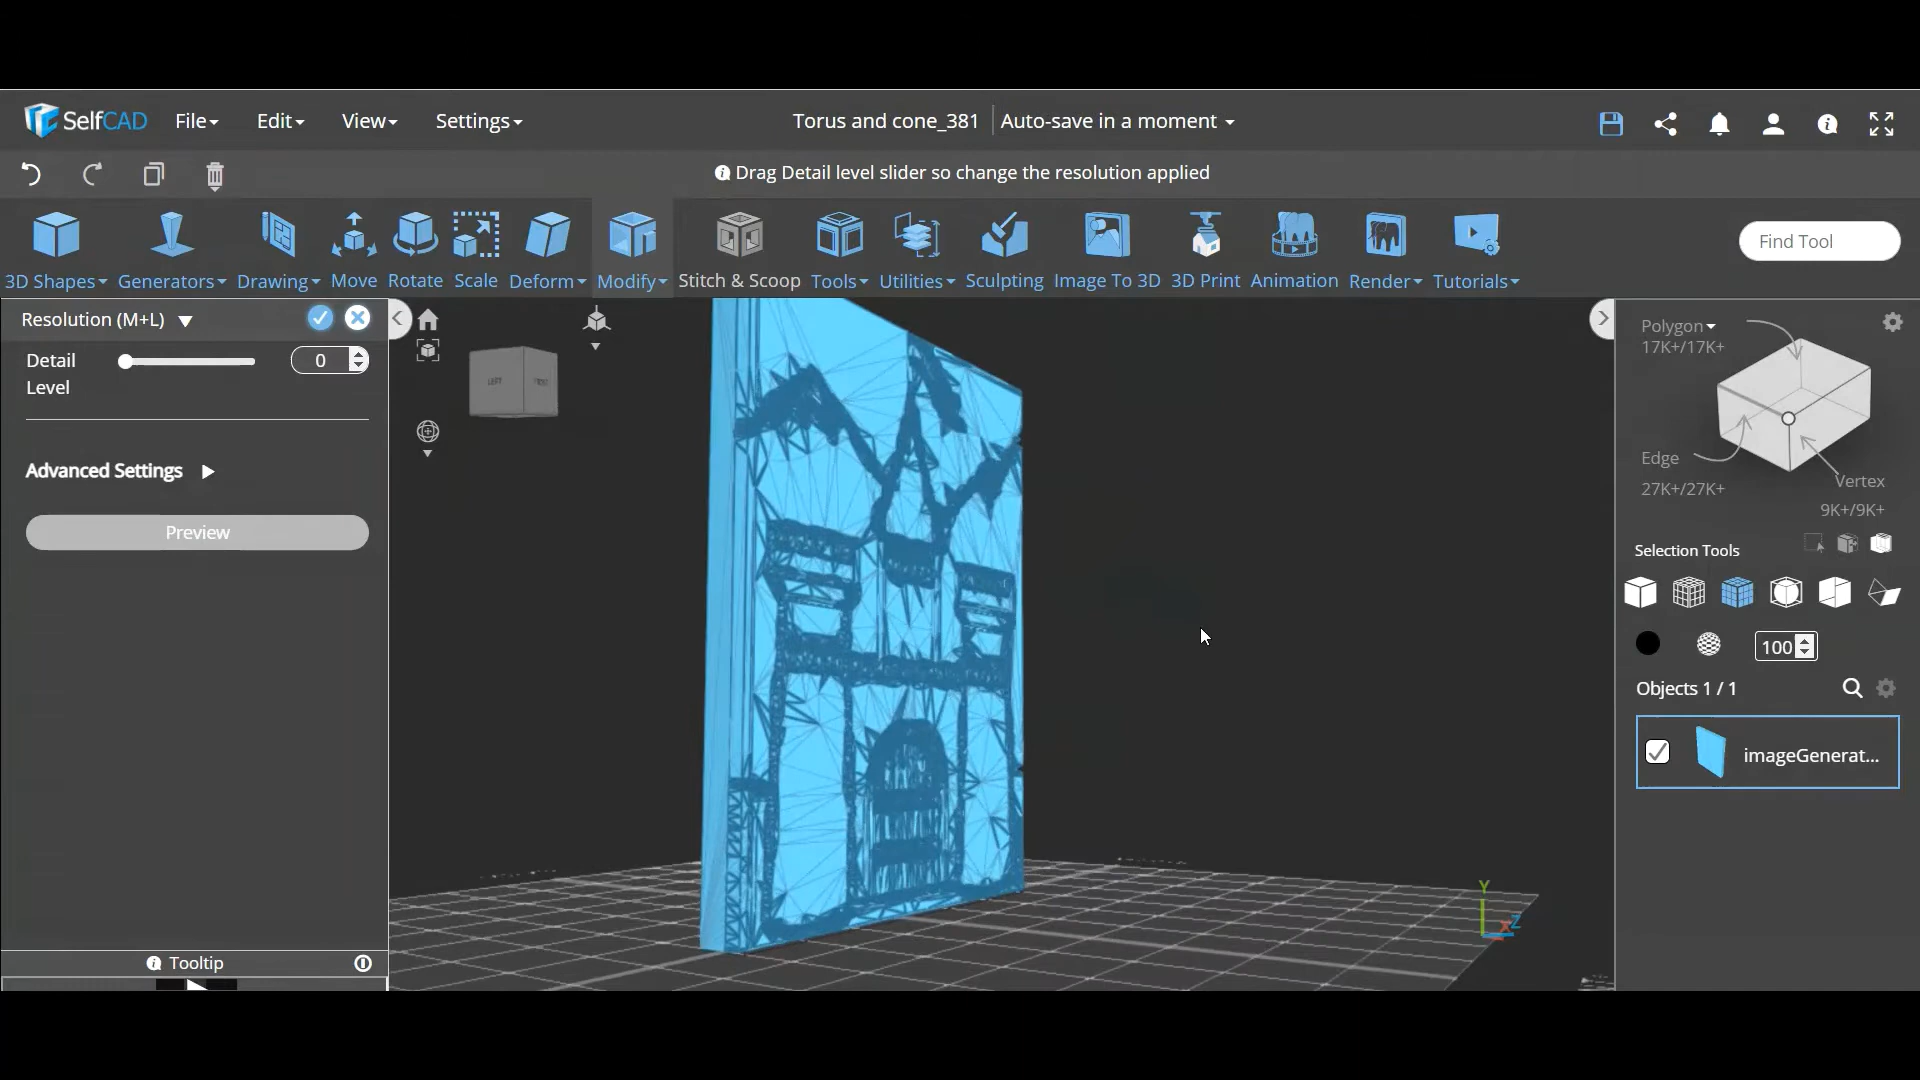 SelfCAD File Edit View Settings Torus and cone_381 Auto-save in a moment
Drag Detail level slider so change the resolution applied
Find Tool
3D Shapes Generators Drawing Move Rotate Scale Deform Modify Stitch & Scoop Tools Utilities Sculpting Image To 3D 3D Print Animation Render Tutorials
Resolution (M+L)
Detail Level 0
Advanced Settings
Preview
Tooltip
LEFT
Y
X Z
Polygon
17K+/17K+
Edge
27K+/27K+
Vertex
9K+/9K+
Selection Tools
100
Objects 1 / 1
imageGenerat...